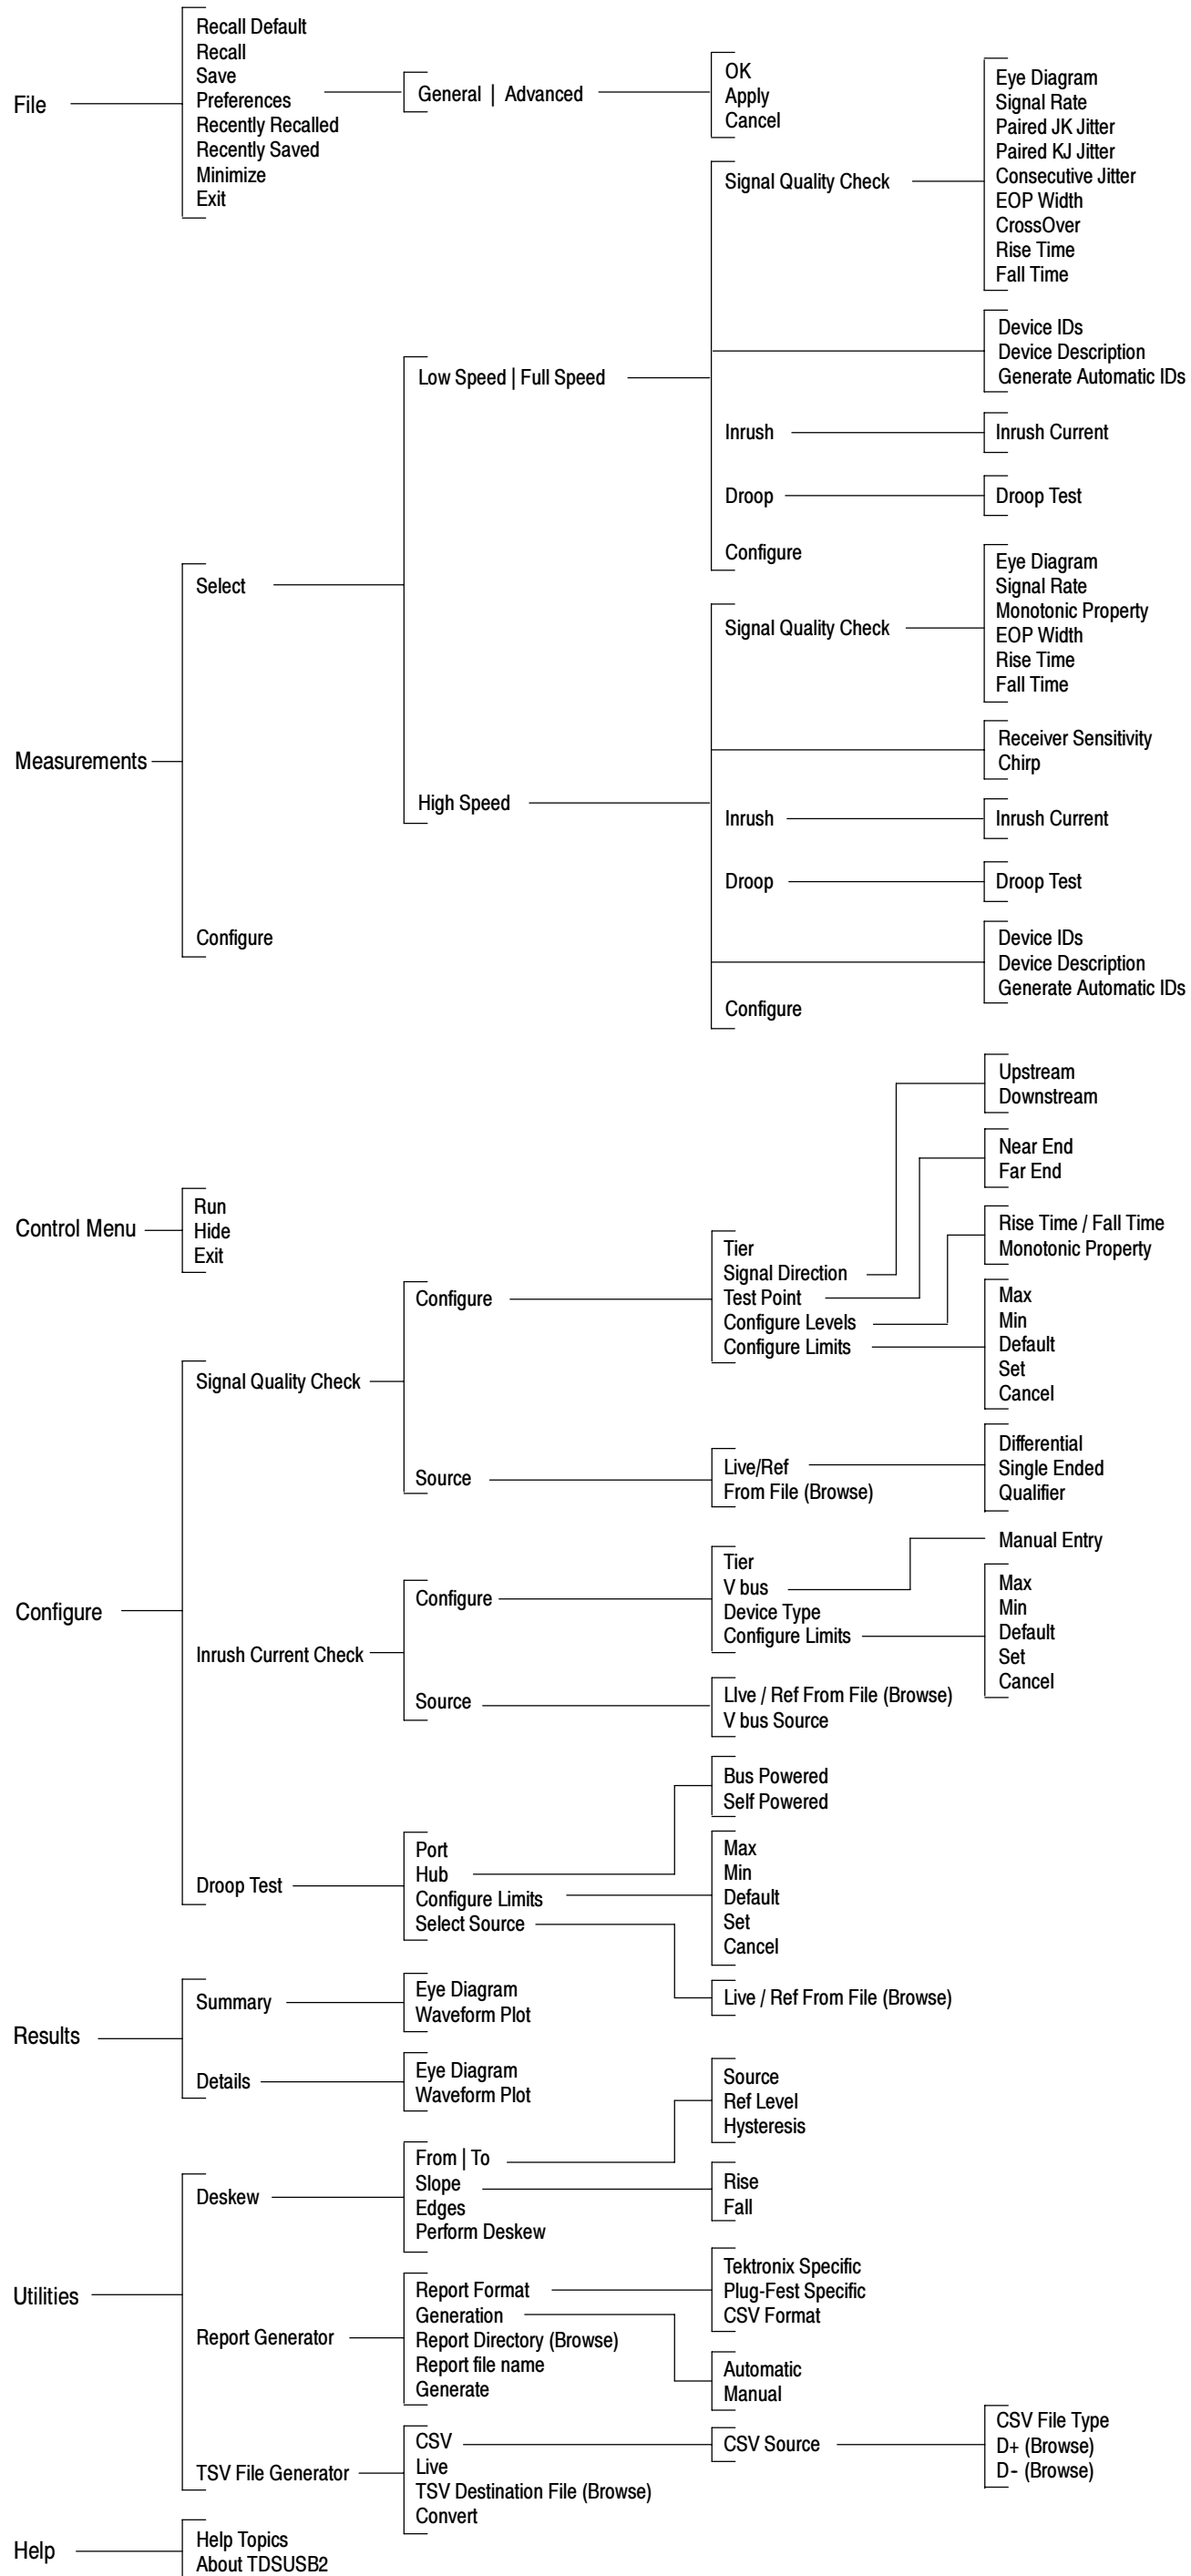 File
Recall Default
Recall
Save
Preferences
Recently Recalled
Recently Saved
Minimize
Exit
General | Advanced
OK
Apply
Cancel
Measurements
Select
Configure
Low Speed | Full Speed
Signal Quality Check
Eye Diagram
Signal Rate
Paired JK Jitter
Paired KJ Jitter
Consecutive Jitter
EOP Width
CrossOver
Rise Time
Fall Time
Device IDs
Device Description
Generate Automatic IDs
Inrush
Inrush Current
Droop
Droop Test
Configure
High Speed
Signal Quality Check
Eye Diagram
Signal Rate
Monotonic Property
EOP Width
Rise Time
Fall Time
Receiver Sensitivity
Chirp
Inrush
Inrush Current
Droop
Droop Test
Device IDs
Device Description
Generate Automatic IDs
Configure
Control Menu
Run
Hide
Exit
Configure
Signal Quality Check
Configure
Tier
Signal Direction
Test Point
Configure Levels
Configure Limits
Upstream
Downstream
Near End
Far End
Rise Time / Fall Time
Monotonic Property
Max
Min
Default
Set
Cancel
Source
Live/Ref
From File (Browse)
Differential
Single Ended
Qualifier
Inrush Current Check
Configure
Tier
V bus
Device Type
Configure Limits
Manual Entry
Max
Min
Default
Set
Cancel
Source
LIve / Ref From File (Browse)
V bus Source
Droop Test
Port
Hub
Configure Limits
Select Source
Bus Powered
Self Powered
Max
Min
Default
Set
Cancel
Live / Ref From File (Browse)
Results
Summary
Eye Diagram
Waveform Plot
Details
Eye Diagram
Waveform Plot
Utilities
Deskew
From | To
Slope
Edges
Perform Deskew
Source
Ref Level
Hysteresis
Rise
Fall
Report Generator
Report Format
Generation
Report Directory (Browse)
Report file name
Generate
Tektronix Specific
Plug-Fest Specific
CSV Format
Automatic
Manual
TSV File Generator
CSV
Live
TSV Destination File (Browse)
Convert
CSV Source
CSV File Type
D+ (Browse)
D- (Browse)
Help
Help Topics
About TDSUSB2